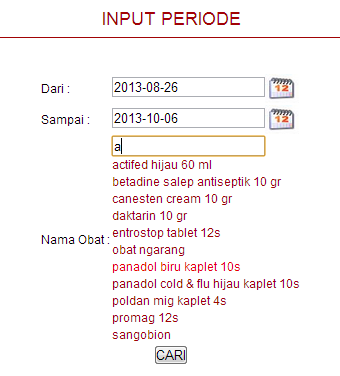 INPUT PERIODE
Dari : 2013-08-26 12
Sampai : 2013-10-06 12
a
actifed hijau 60 ml
betadine salep antiseptik 10 gr
canesten cream 10 gr
daktarin 10 gr
Nama Obat : entrostop tablet 12s
obat ngarang
panadol biru kaplet 10s
panadol cold & flu hijau kaplet 10s
poldan mig kaplet 4s
promag 12s
sangobion
CARI